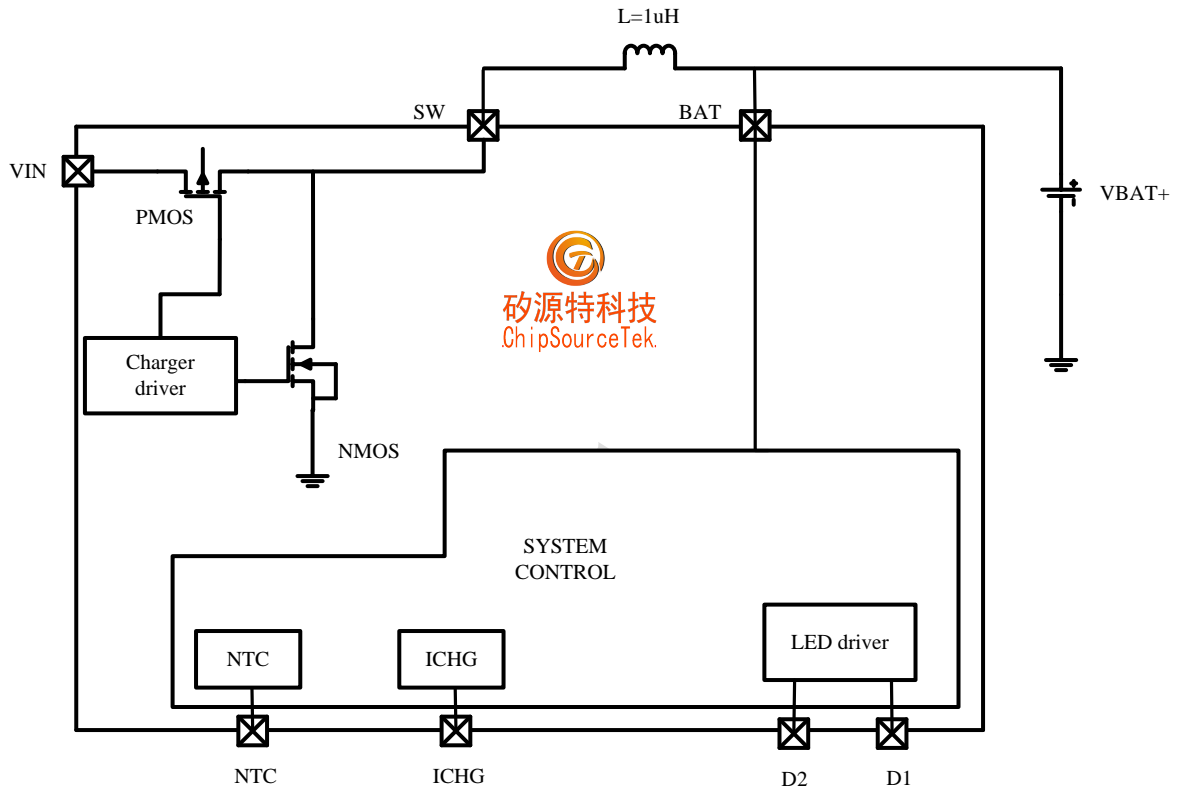 L=1uH
SW
BAT
VIN
PMOS
VBAT+
矽源特科技
ChipSourceTek.
Charger
driver
NMOS
SYSTEM
CONTROL
NTC
ICHG
LED driver
NTC
ICHG
D2
D1